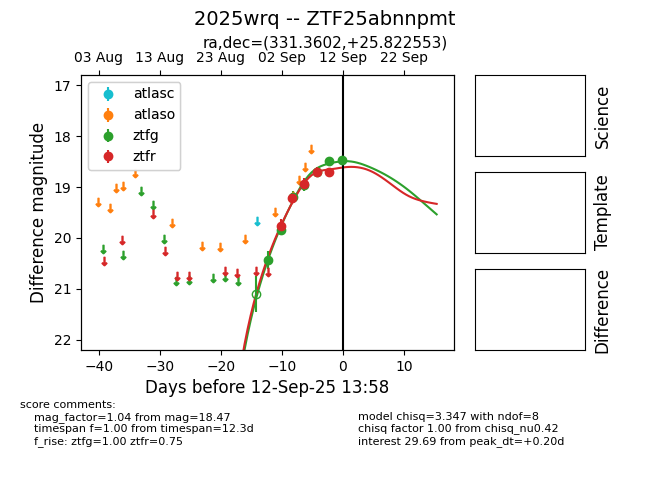 2025wrq -- ZTF25abnnpmt
ra,dec=(331.3602,+25.822553)
03 Aug 13 Aug 23 Aug 02 Sep 12 Sep 22 Sep
atlasc
atlaso
ztfg
ztfr
17
18
19
20
21
22
Difference magnitude
−40 −30 −20 −10 0 10
Days before 12-Sep-25 13:58
Science
Template
Difference
score comments:
mag_factor=1.04 from mag=18.47
timespan f=1.00 from timespan=12.3d
f_rise: ztfg=1.00 ztfr=0.75
model chisq=3.347 with ndof=8
chisq factor 1.00 from chisq_nu0.42
interest 29.69 from peak_dt=+0.20d